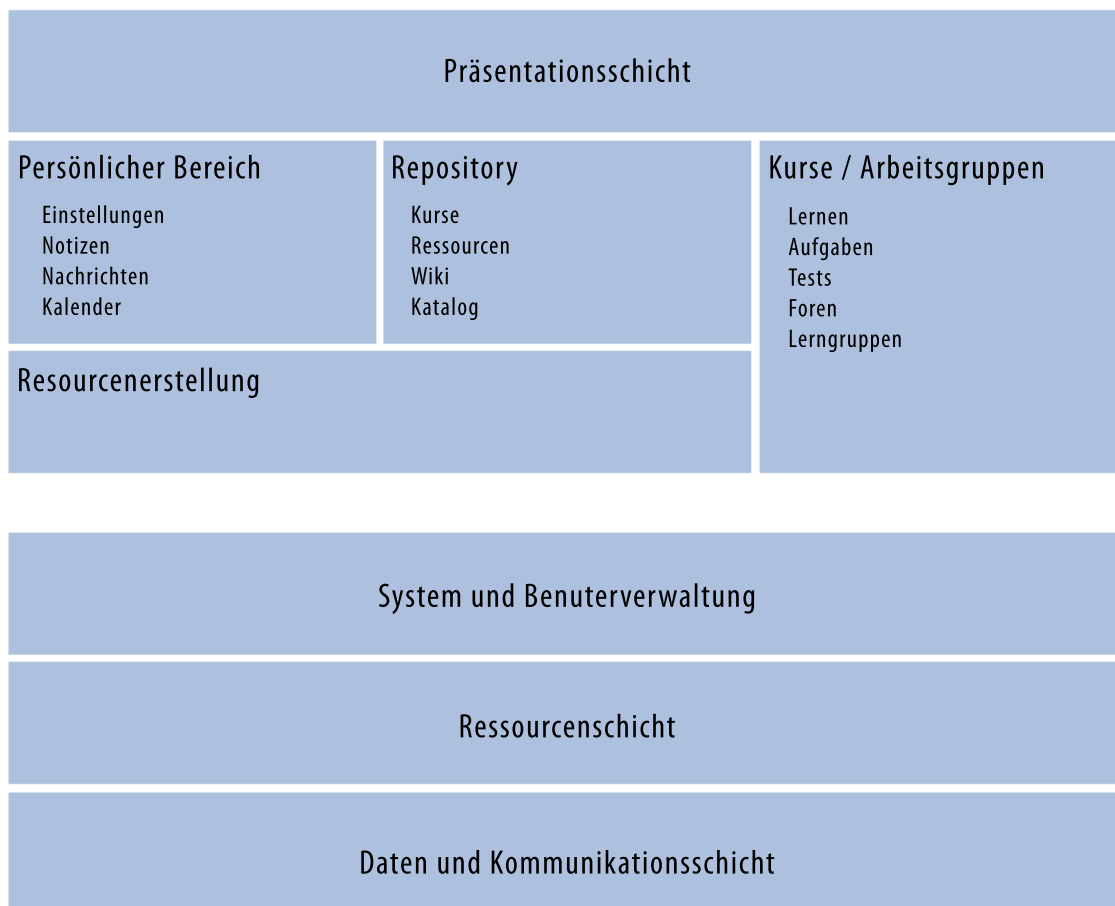 Präsentationsschicht
Persönlicher Bereich
Einstellungen
Notizen
Nachrichten
Kalender
Repository
Kurse
Ressourcen
Wiki
Katalog
Kurse / Arbeitsgruppen
Lernen
Aufgaben
Tests
Foren
Lerngruppen
Resourcenerstellung
System und Benuterverwaltung
Ressourcenschicht
Daten und Kommunikationsschicht